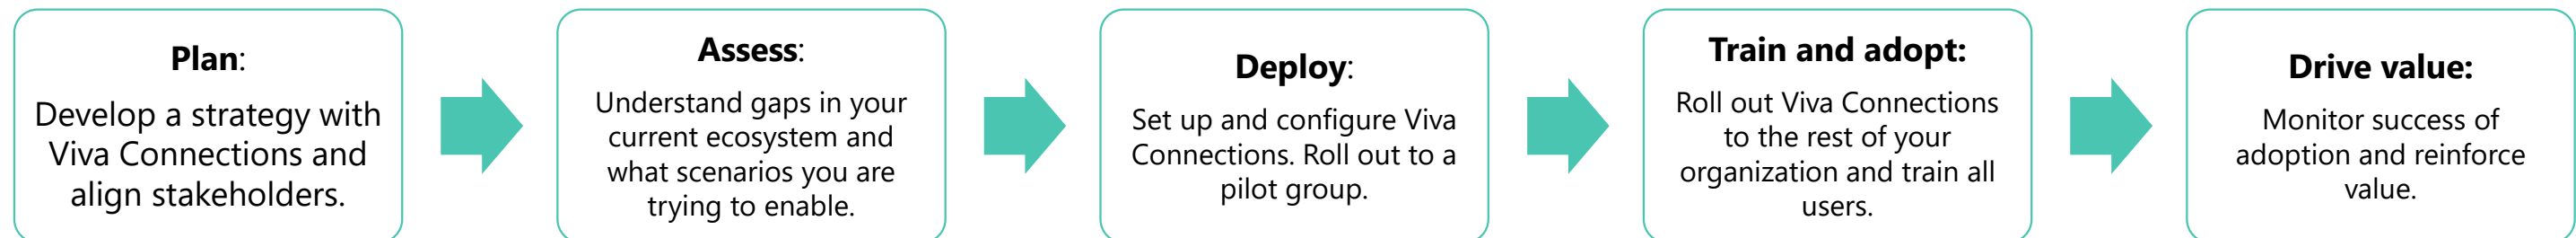 Plan:
Develop a strategy with
Viva Connections and
align stakeholders.
Assess:
Understand gaps in your
current ecosystem and
what scenarios you are
trying to enable.
Deploy:
Set up and configure Viva
Connections. Roll out to a
pilot group.
Train and adopt:
Roll out Viva Connections
to the rest of your
organization and train all
users.
Drive value:
Monitor success of
adoption and reinforce
value.